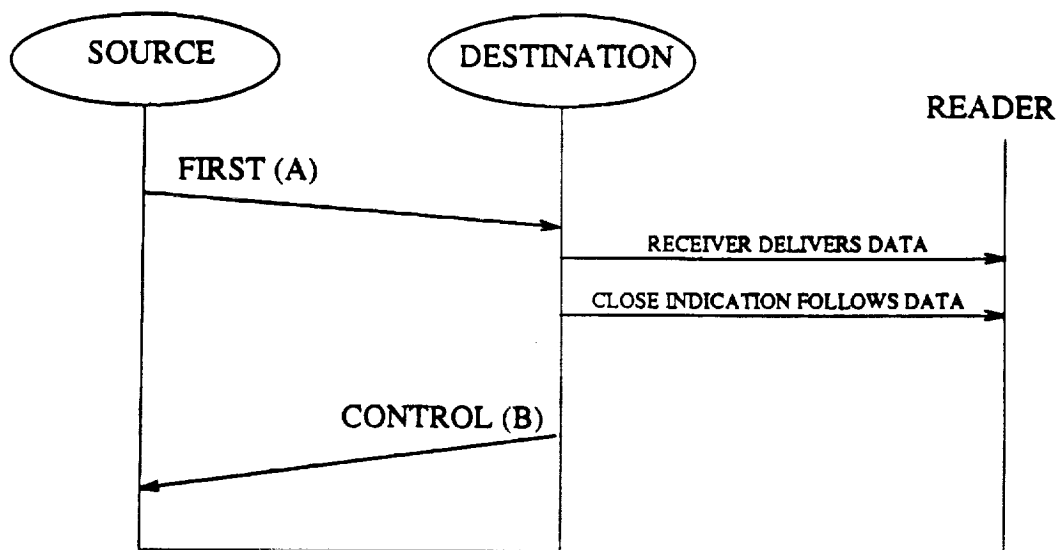 SOURCE
DESTINATION
READER
FIRST (A)
RECEIVER DELIVERS DATA
CLOSE INDICATION FOLLOWS DATA
CONTROL (B)